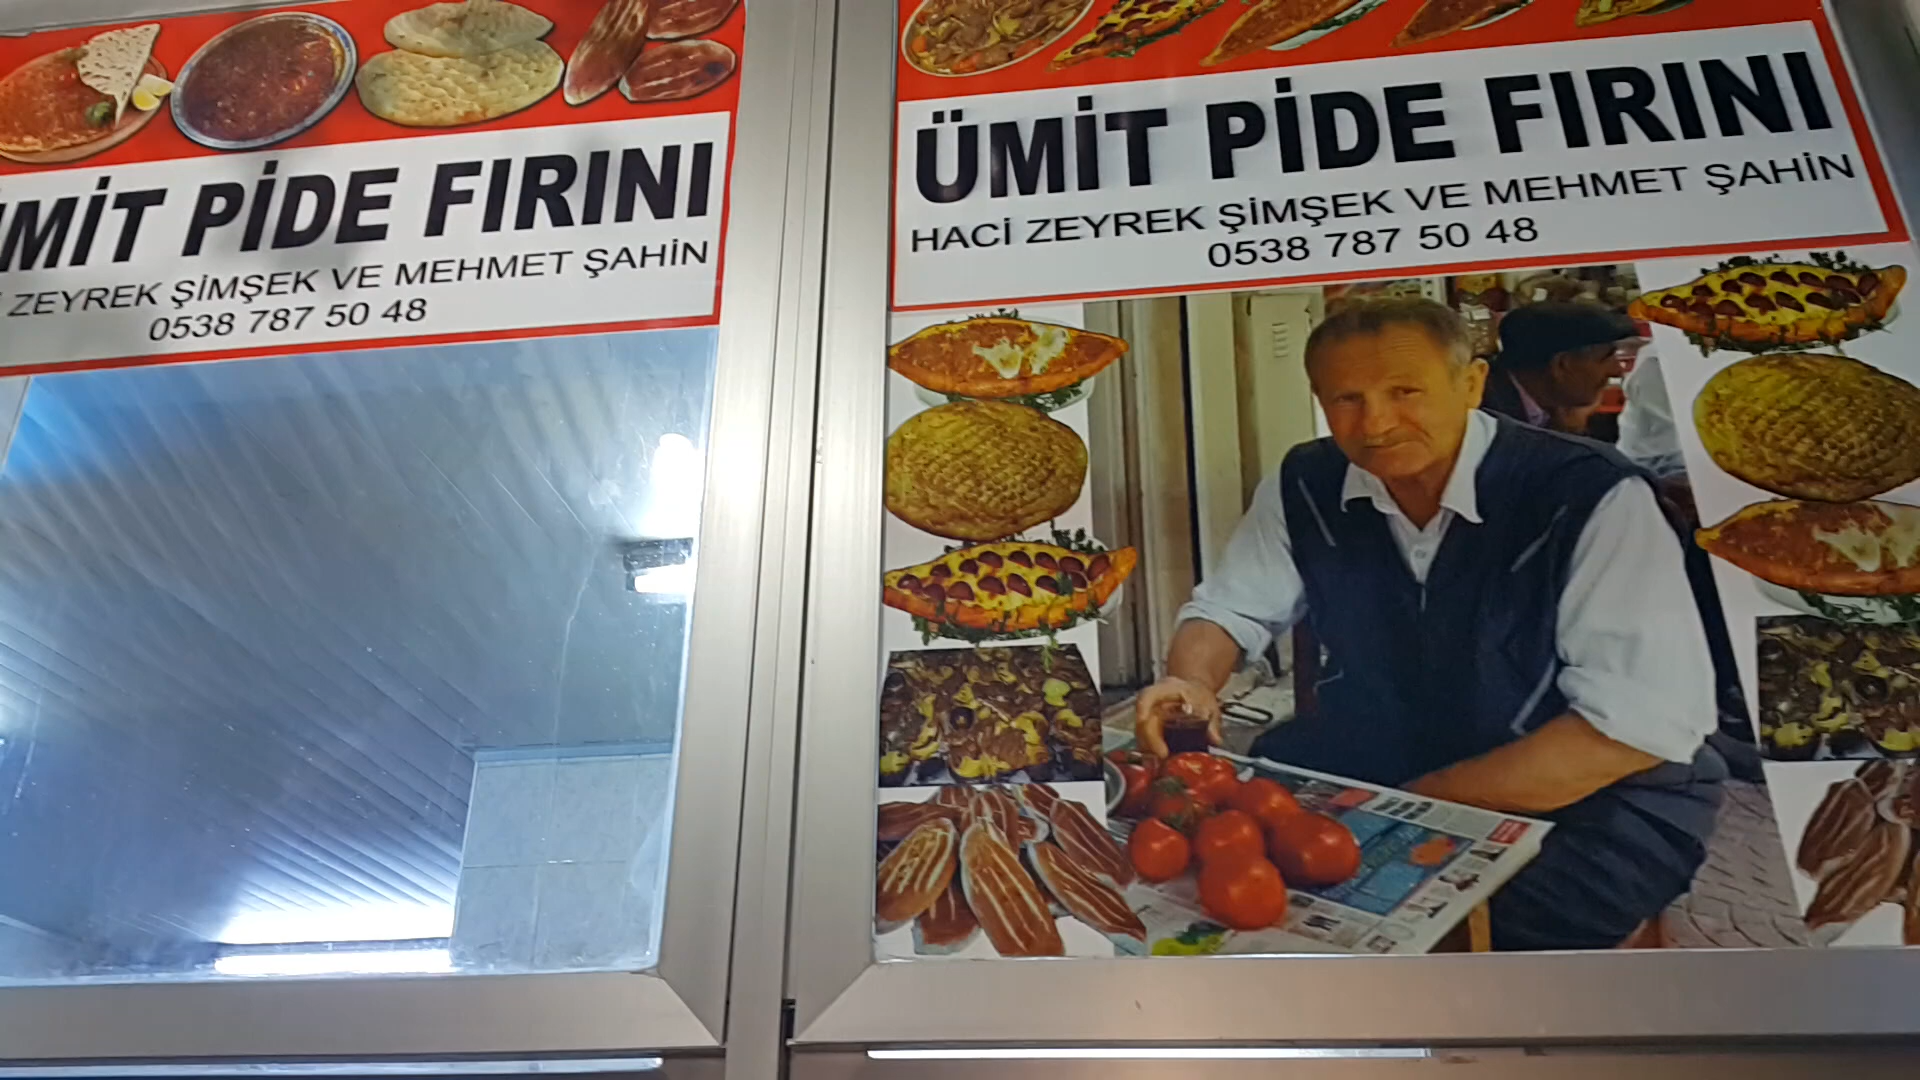 ÜMİT PİDE FIRINI
ZEYREK ŞİMŞEK VE MEHMET ŞAHİN
0538 787 50 48
ÜMİT PİDE FIRINI
HACİ ZEYREK ŞİMŞEK VE MEHMET ŞAHİN
0538 787 50 48